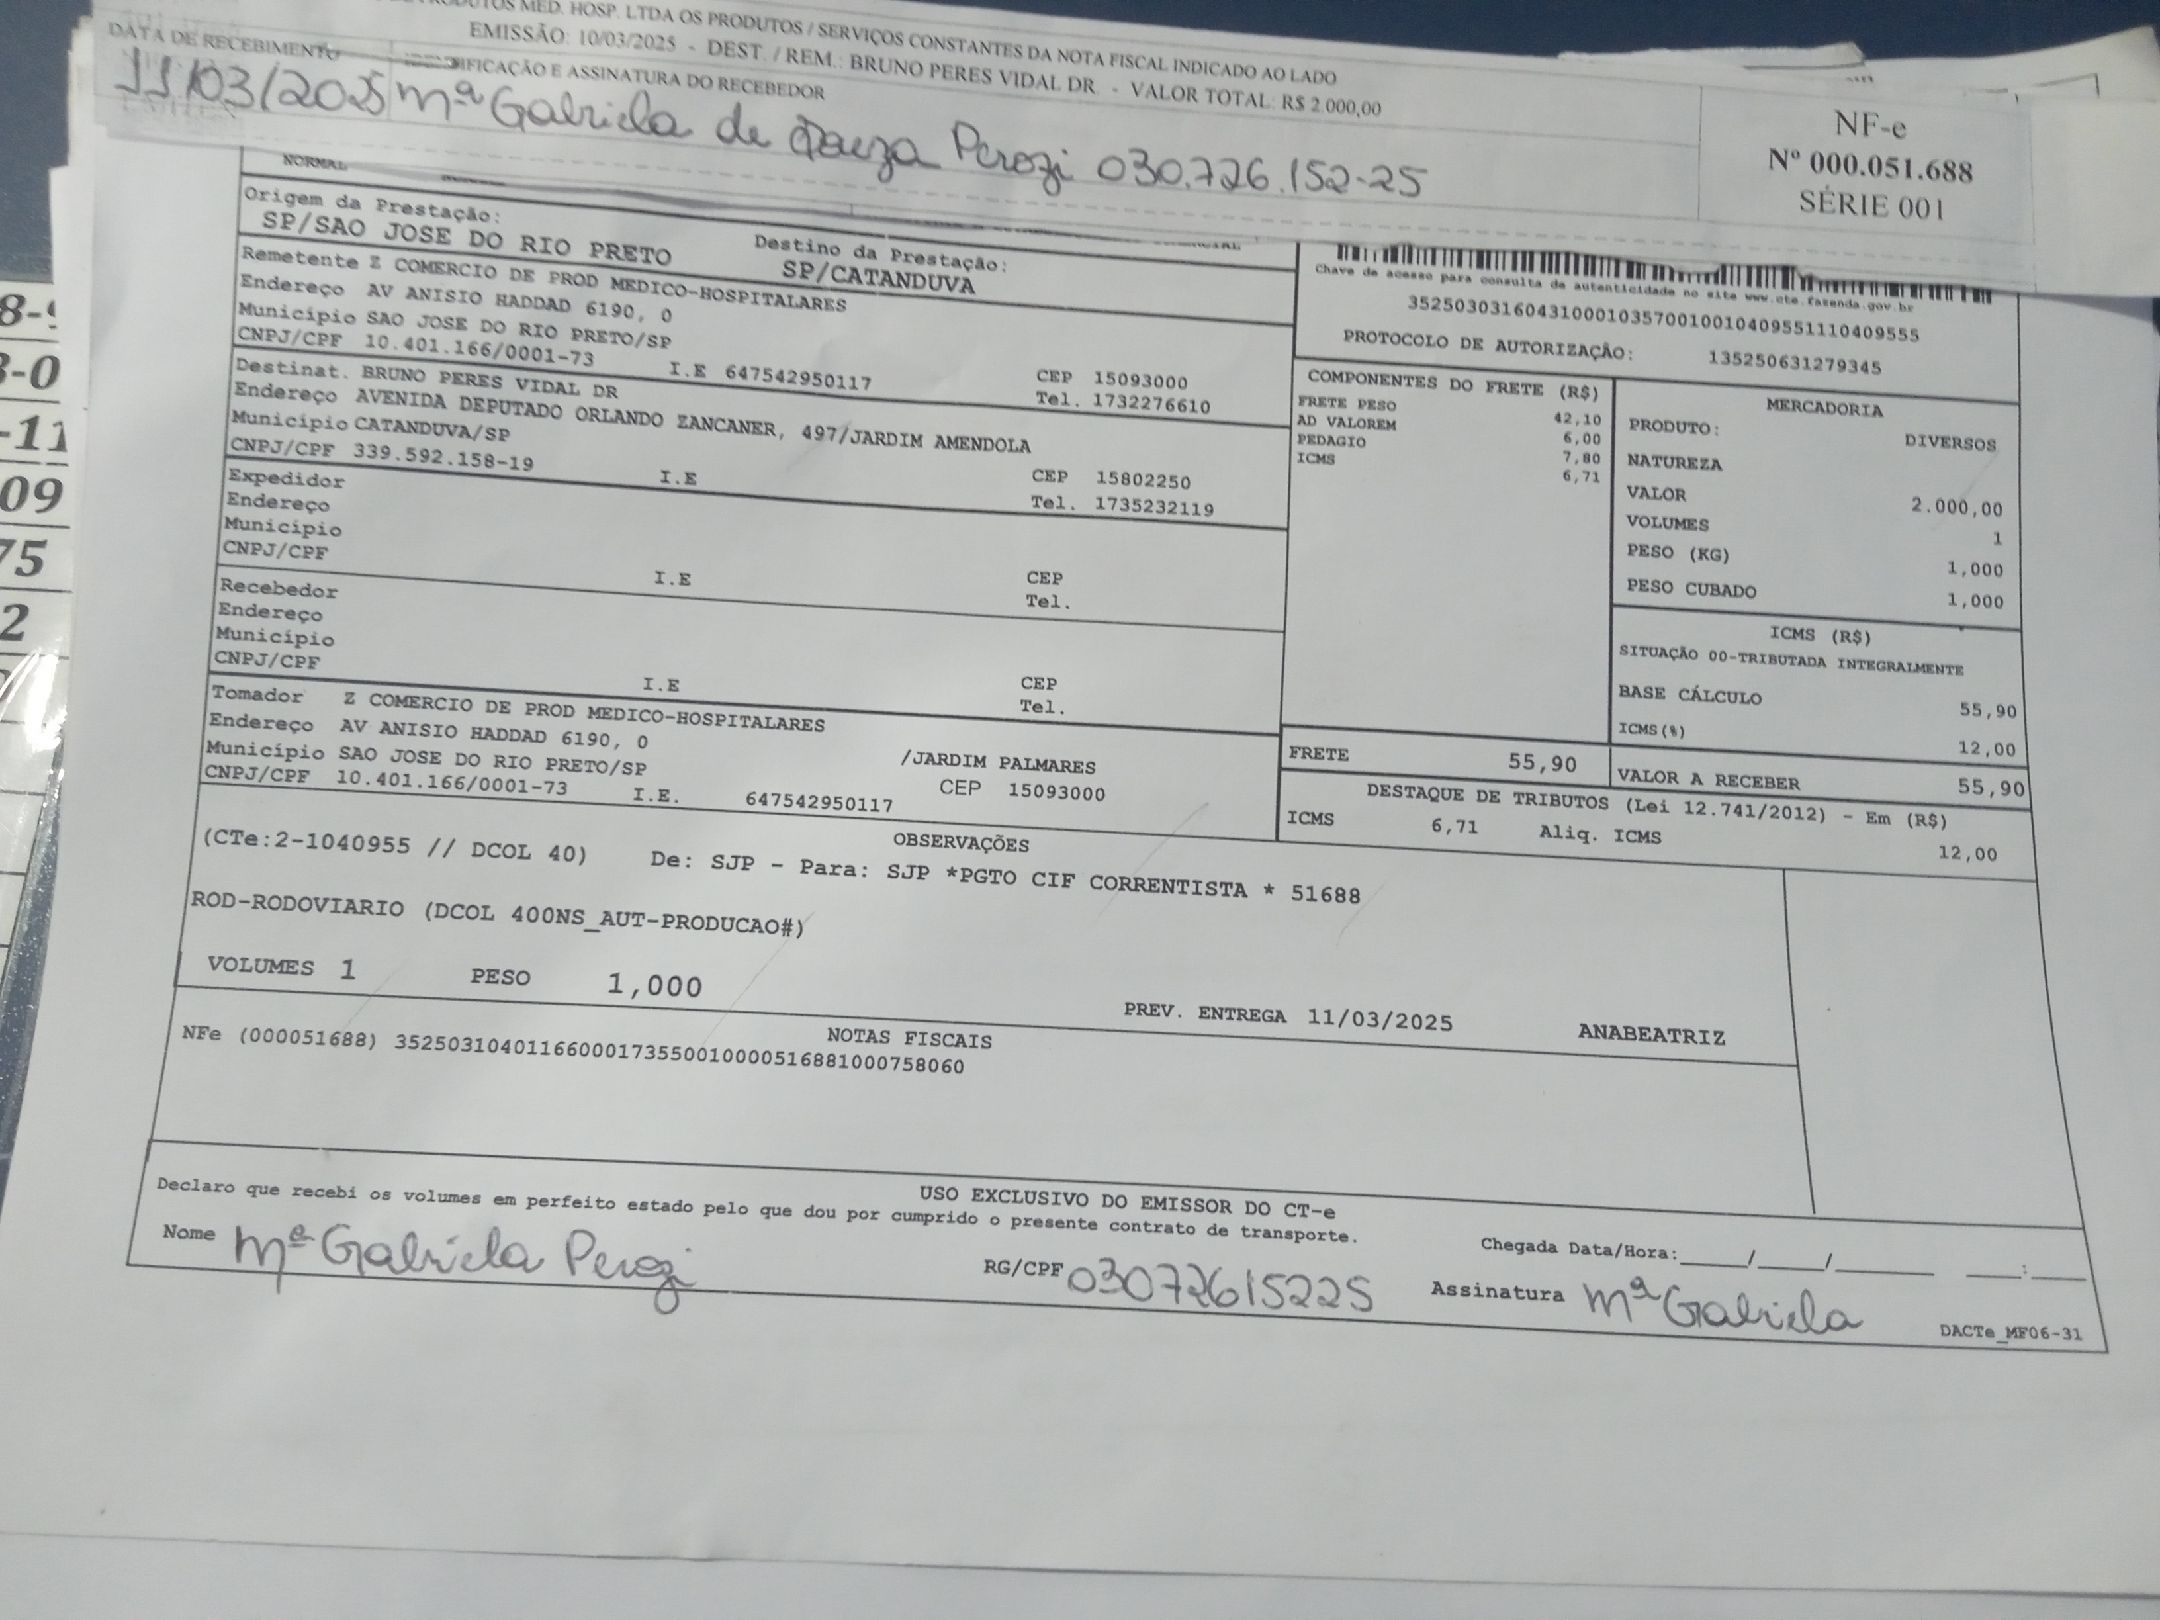 PRODUTOS MED. HOSP. LTDA OS PRODUTOS / SERVIÇOS CONSTANTES DA NOTA FISCAL INDICADO AO LADO
EMISSÃO: 10/03/2025 - DEST. / REM.: BRUNO PERES VIDAL DR. - VALOR TOTAL: R$ 2.000,00
DATA DE RECEBIMENTO
IFICAÇÃO E ASSINATURA DO RECEBEDOR
11/03/2025 Mª Gabriela de Souza Perozi 030.726.152-25
NF-e
Nº 000.051.688
SÉRIE 001
NORMAL
Origem da Prestação:
SP/SAO JOSE DO RIO PRETO
Destino da Prestação:
SP/CATANDUVA
Remetente Z COMERCIO DE PROD MEDICO-HOSPITALARES
Endereço AV ANISIO HADDAD 6190, 0
Município SAO JOSE DO RIO PRETO/SP
CNPJ/CPF 10.401.166/0001-73 I.E 647542950117
CEP 15093000
Tel. 1732276610
Destinat. BRUNO PERES VIDAL DR
Endereço AVENIDA DEPUTADO ORLANDO ZANCANER, 497/JARDIM AMENDOLA
Município CATANDUVA/SP
CNPJ/CPF 339.592.158-19 I.E
CEP 15802250
Tel. 1735232119
Expedidor
Endereço
Município
CNPJ/CPF I.E
CEP
Tel.
Recebedor
Endereço
Município
CNPJ/CPF I.E
CEP
Tel.
Tomador Z COMERCIO DE PROD MEDICO-HOSPITALARES
Endereço AV ANISIO HADDAD 6190, 0 /JARDIM PALMARES
Município SAO JOSE DO RIO PRETO/SP CEP 15093000
CNPJ/CPF 10.401.166/0001-73 I.E. 647542950117
Chave de acesso para consulta de autenticidade no site www.cte.fazenda.gov.br
35250303160431000103570010010409551110409555
PROTOCOLO DE AUTORIZAÇÃO: 135250631279345
COMPONENTES DO FRETE (R$)
FRETE PESO 42,10
AD VALOREM 6,00
PEDAGIO 7,80
ICMS 6,71
MERCADORIA
PRODUTO: DIVERSOS
NATUREZA
VALOR 2.000,00
VOLUMES 1
PESO (KG) 1,000
PESO CUBADO 1,000
ICMS (R$)
SITUAÇÃO 00-TRIBUTADA INTEGRALMENTE
BASE CÁLCULO 55,90
ICMS(%) 12,00
FRETE 55,90
VALOR A RECEBER 55,90
DESTAQUE DE TRIBUTOS (Lei 12.741/2012) - Em (R$)
ICMS 6,71 Aliq. ICMS 12,00
OBSERVAÇÕES
(CTe:2-1040955 // DCOL 40) De: SJP - Para: SJP *PGTO CIF CORRENTISTA * 51688
ROD-RODOVIARIO (DCOL 400NS_AUT-PRODUCAO#)
VOLUMES 1 PESO 1,000
PREV. ENTREGA 11/03/2025 ANABEATRIZ
NOTAS FISCAIS
NFe (000051688) 35250310401166000173550010000516881000758060
USO EXCLUSIVO DO EMISSOR DO CT-e
Declaro que recebi os volumes em perfeito estado pelo que dou por cumprido o presente contrato de transporte.
Chegada Data/Hora:____/____/______ ___:___
Nome Mª Gabriela Perozi RG/CPF 03072615225 Assinatura Mª Gabriela
DACTe_MF06-31